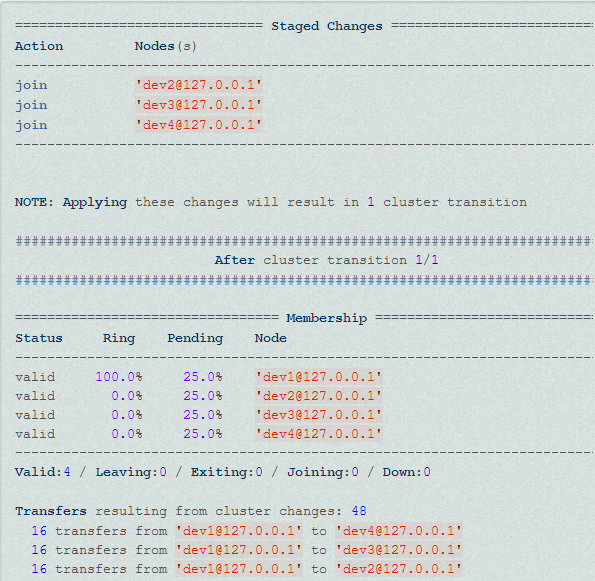 =============================== Staged Changes ==========================
Action            Nodes(s)
-------------------------------------------------------------------------
join           'dev2@127.0.0.1'
join           'dev3@127.0.0.1'
join           'dev4@127.0.0.1'
-------------------------------------------------------------------------
NOTE: Applying these changes will result in 1 cluster transition
#########################################################################
After cluster transition 1/1
#########################################################################
================================= Membership ============================
Status     Ring    Pending    Node
-------------------------------------------------------------------------
valid     100.0%     25.0%    'dev1@127.0.0.1'
valid       0.0%     25.0%    'dev2@127.0.0.1'
valid       0.0%     25.0%    'dev3@127.0.0.1'
valid       0.0%     25.0%    'dev4@127.0.0.1'
-------------------------------------------------------------------------
Valid:4 / Leaving:0 / Exiting:0 / Joining:0 / Down:0
Transfers resulting from cluster changes: 48
16 transfers from 'dev1@127.0.0.1' to 'dev4@127.0.0.1'
16 transfers from 'dev1@127.0.0.1' to 'dev3@127.0.0.1'
16 transfers from 'dev1@127.0.0.1' to 'dev2@127.0.0.1'